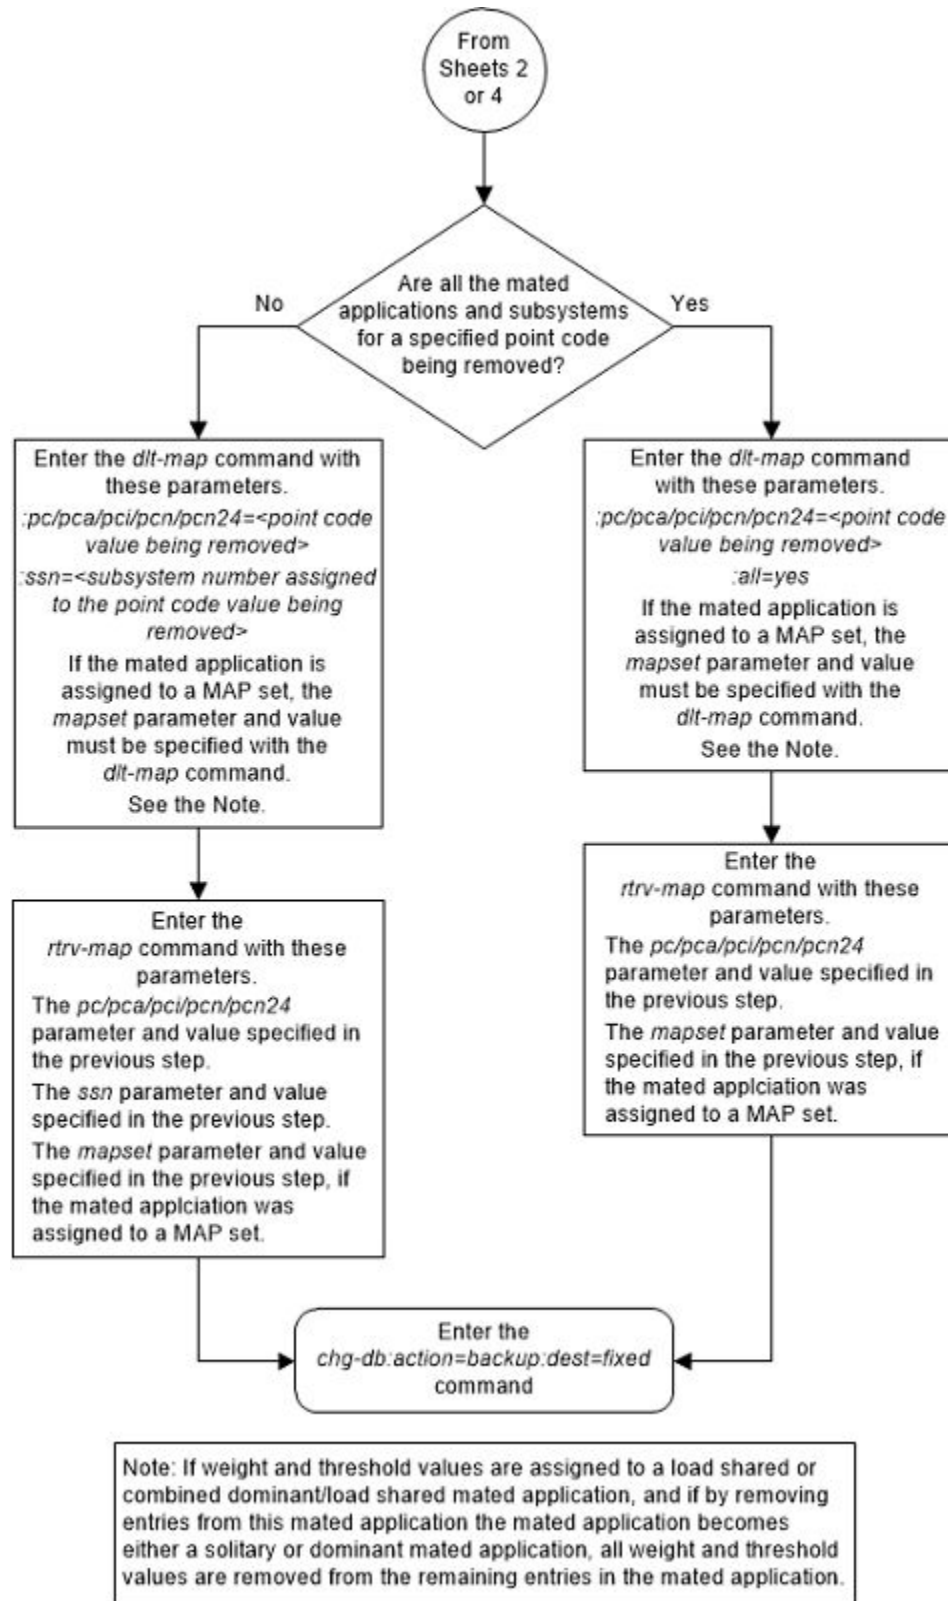 From
Sheets 2
or 4
Are all the mated
applications and subsystems
for a specified point code
being removed?
No
Yes
Enter the dlt-map command with
these parameters.
:pc/pca/pci/pcn/pcn24=<point code
value being removed>
:ssn=<subsystem number assigned
to the point code value being
removed>
If the mated application is
assigned to a MAP set, the
mapset parameter and value
must be specified with the
dlt-map command.
See the Note.
Enter the dlt-map command
with these parameters.
:pc/pca/pci/pcn/pcn24=<point code
value being removed>
:all=yes
If the mated application is
assigned to a MAP set, the
mapset parameter and value
must be specified with the
dlt-map command.
See the Note.
Enter the
rtrv-map command with these
parameters.
The pc/pca/pci/pcn/pcn24
parameter and value specified in
the previous step.
The ssn parameter and value
specified in the previous step.
The mapset parameter and value
specified in the previous step, if
the mated applciation was
assigned to a MAP set.
Enter the
rtrv-map command with these
parameters.
The pc/pca/pci/pcn/pcn24
parameter and value specified in
the previous step.
The mapset parameter and value
specified in the previous step, if
the mated applciation was
assigned to a MAP set.
Enter the
chg-db:action=backup:dest=fixed
command
Note: If weight and threshold values are assigned to a load shared or
combined dominant/load shared mated application, and if by removing
entries from this mated application the mated application becomes
either a solitary or dominant mated application, all weight and threshold
values are removed from the remaining entries in the mated application.